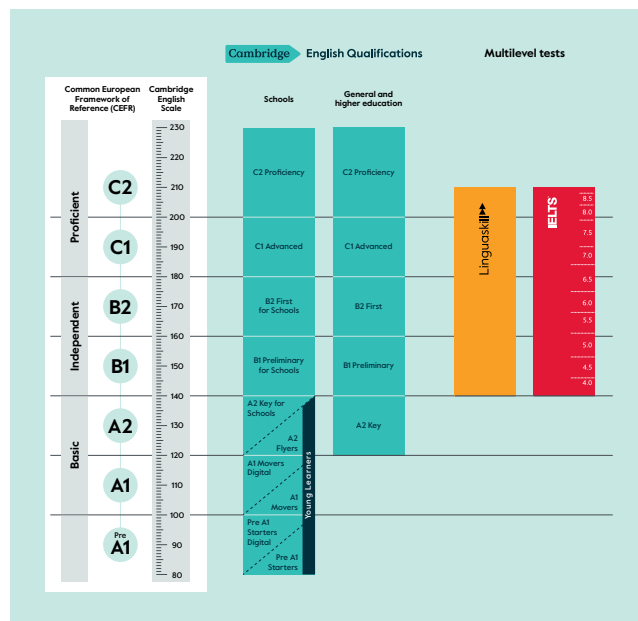 Cambridge English Qualifications
Multilevel tests
Common European
Framework of
Reference (CEFR)
Cambridge
English
Scale
Schools
General and
higher education
Proficient
Independent
Basic
C2
C1
B2
B1
A2
A1
Pre
A1
230
220
210
200
190
180
170
160
150
140
130
120
110
100
90
80
C2 Proficiency
C1 Advanced
B2 First
for Schools
B1 Preliminary
for Schools
A2 Key for
Schools
A2
Flyers
A1 Movers
Digital
A1
Movers
Pre A1
Starters
Digital
Pre A1
Starters
Young Learners
C2 Proficiency
C1 Advanced
B2 First
B1 Preliminary
A2 Key
Linguaskill
IELTS
8.5
8.0
7.5
7.0
6.5
6.0
5.5
5.0
4.5
4.0